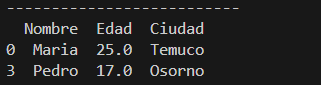 --------------------------
  Nombre  Edad  Ciudad
0  Maria  25.0  Temuco
3  Pedro  17.0  Osorno